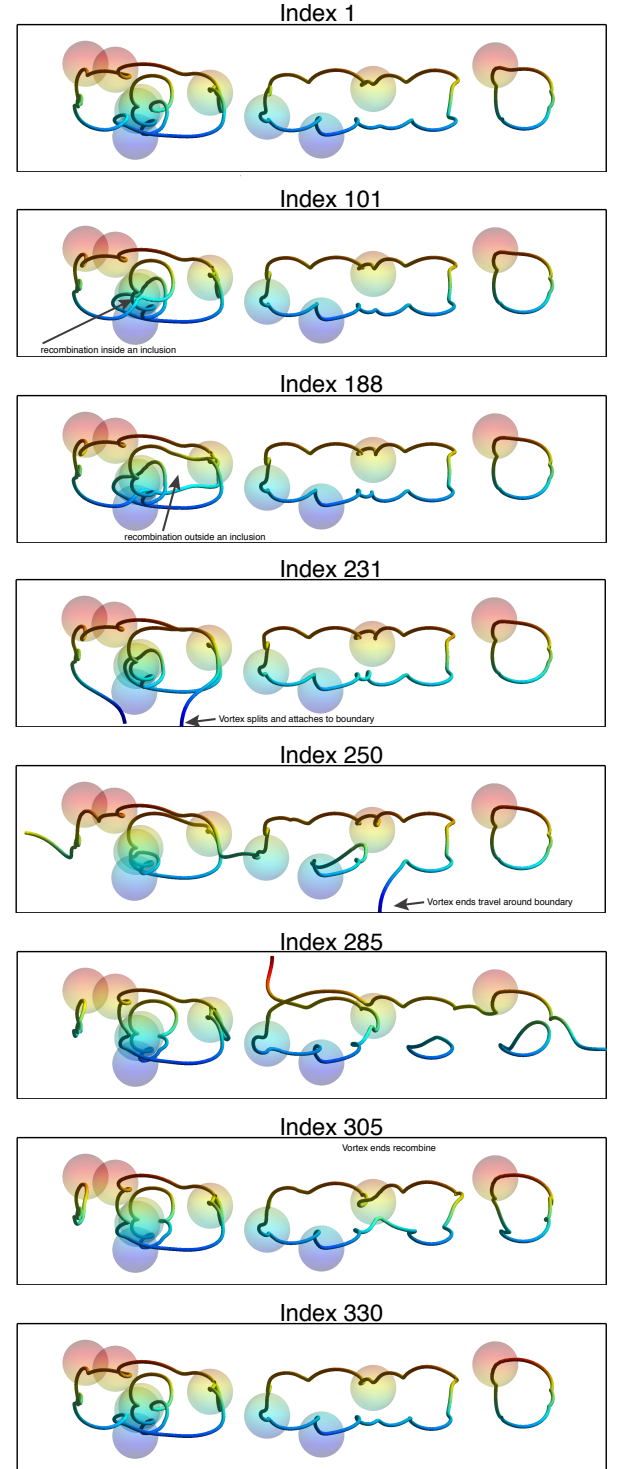 Index 1
Index 101
recombination inside an inclusion
Index 188
recombination outside an inclusion
Index 231
Vortex splits and attaches to boundary
Index 250
Vortex ends travel around boundary
Index 285
Index 305
Vortex ends recombine
Index 330